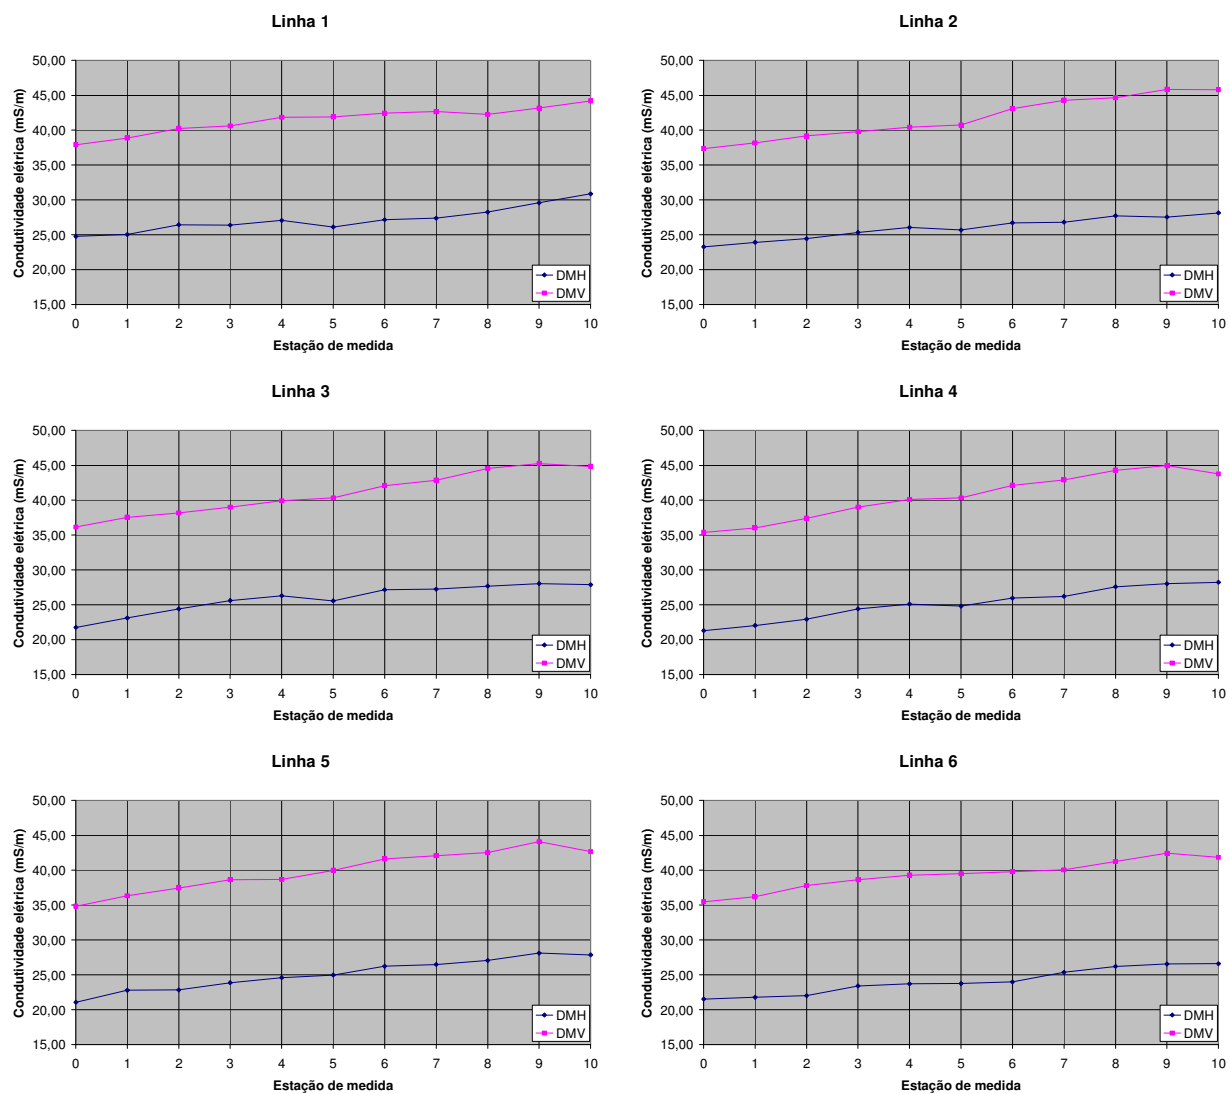 Linha 1
Condutividade elétrica (mS/m)
50,00
45,00
40,00
35,00
30,00
25,00
20,00
15,00
DMH
DMV
0 1 2 3 4 5 6 7 8 9 10
Estação de medida
Linha 2
Condutividade elétrica (mS/m)
50,00
45,00
40,00
35,00
30,00
25,00
20,00
15,00
DMH
DMV
0 1 2 3 4 5 6 7 8 9 10
Estação de medida
Linha 3
Condutividade elétrica (mS/m)
50,00
45,00
40,00
35,00
30,00
25,00
20,00
15,00
DMH
DMV
0 1 2 3 4 5 6 7 8 9 10
Estação de medida
Linha 4
Condutividade elétrica (mS/m)
50,00
45,00
40,00
35,00
30,00
25,00
20,00
15,00
DMH
DMV
0 1 2 3 4 5 6 7 8 9 10
Estação de medida
Linha 5
Condutividade elétrica (mS/m)
50,00
45,00
40,00
35,00
30,00
25,00
20,00
15,00
DMH
DMV
0 1 2 3 4 5 6 7 8 9 10
Estação de medida
Linha 6
Condutividade elétrica (mS/m)
50,00
45,00
40,00
35,00
30,00
25,00
20,00
15,00
DMH
DMV
0 1 2 3 4 5 6 7 8 9 10
Estação de medida